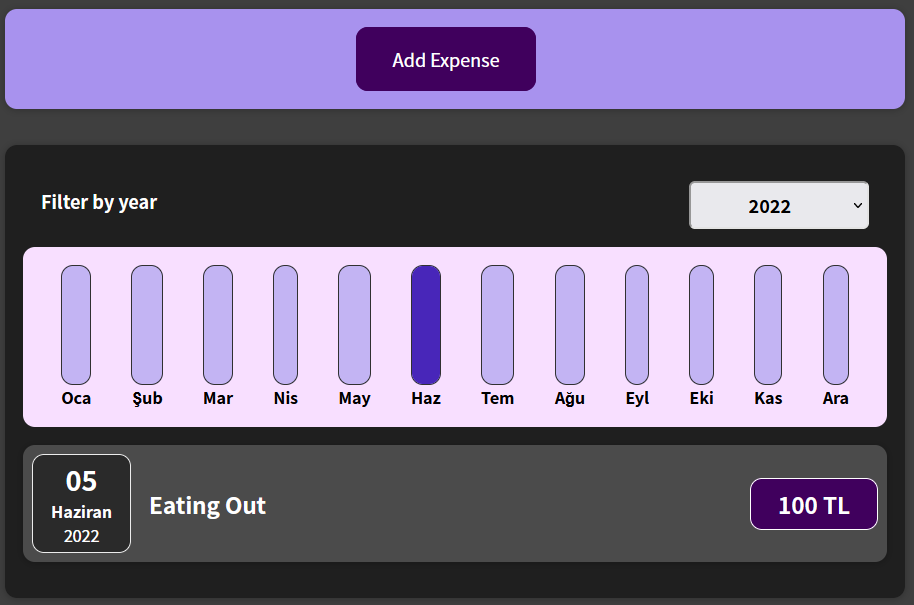 Add Expense
Filter by year
2022
Oca Şub Mar Nis May Haz Tem Ağu Eyl Eki Kas Ara
05
Haziran
2022
Eating Out
100 TL